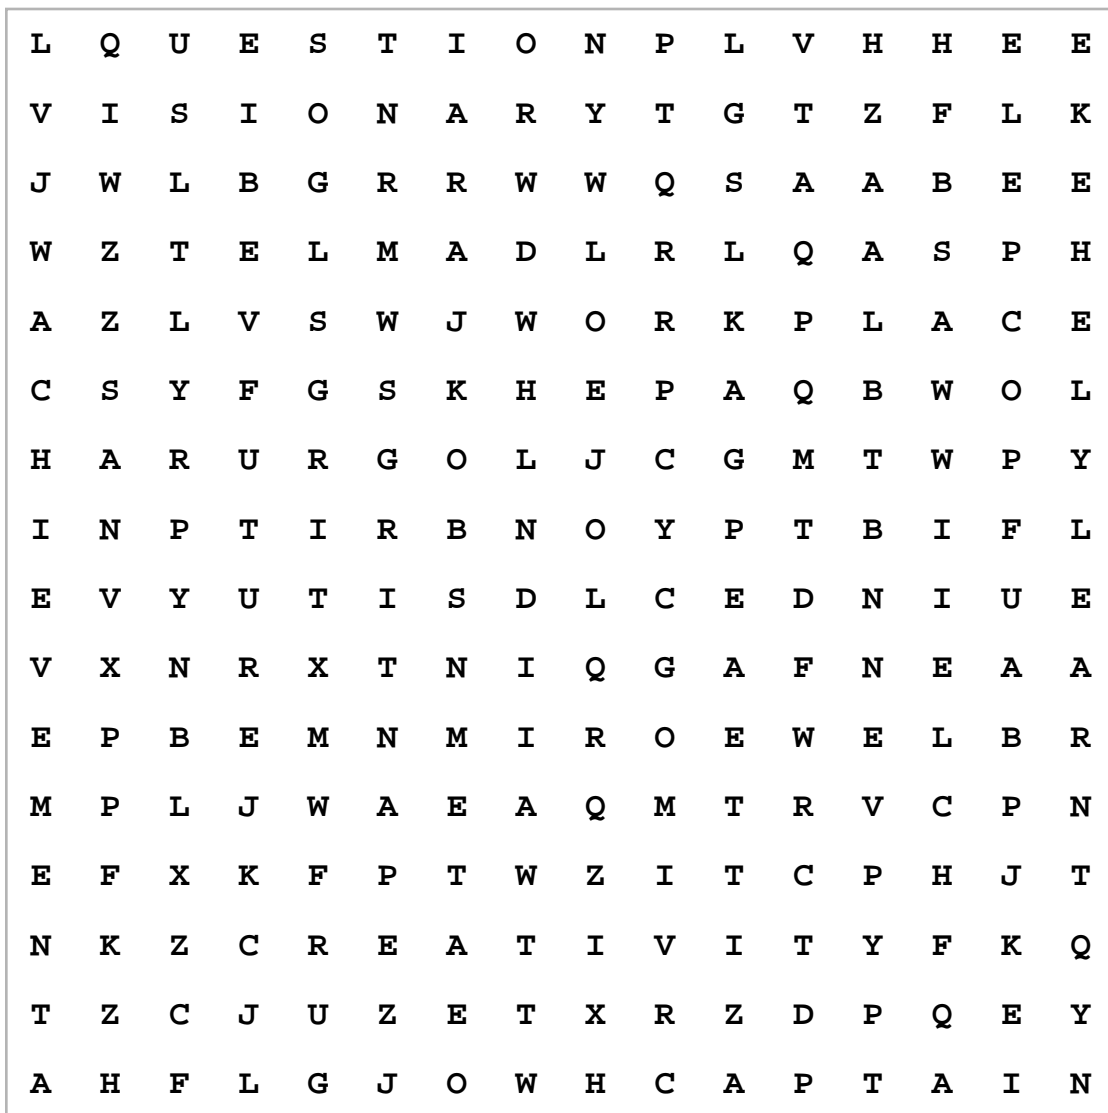 L Q U E S T I O N P L V H H E E
V I S I O N A R Y T G T Z F L K
J W L B G R R W W Q S A A B E E
W Z T E L M A D L R L Q A S P H
A Z L V S W J W O R K P L A C E
C S Y F G S K H E P A Q B W O L
H A R U R G O L J C G M T W P Y
I N P T I R B N O Y P T B I F L
E V Y U T I S D L C E D N I U E
V X N R X T N I Q G A F N E A A
E P B E M N M I R O E W E L B R
M P L J W A E A Q M T R V C P N
E F X K F P T W Z I T C P H J T
N K Z C R E A T I V I T Y F K Q
T Z C J U Z E T X R Z D P Q E Y
A H F L G J O W H C A P T A I N